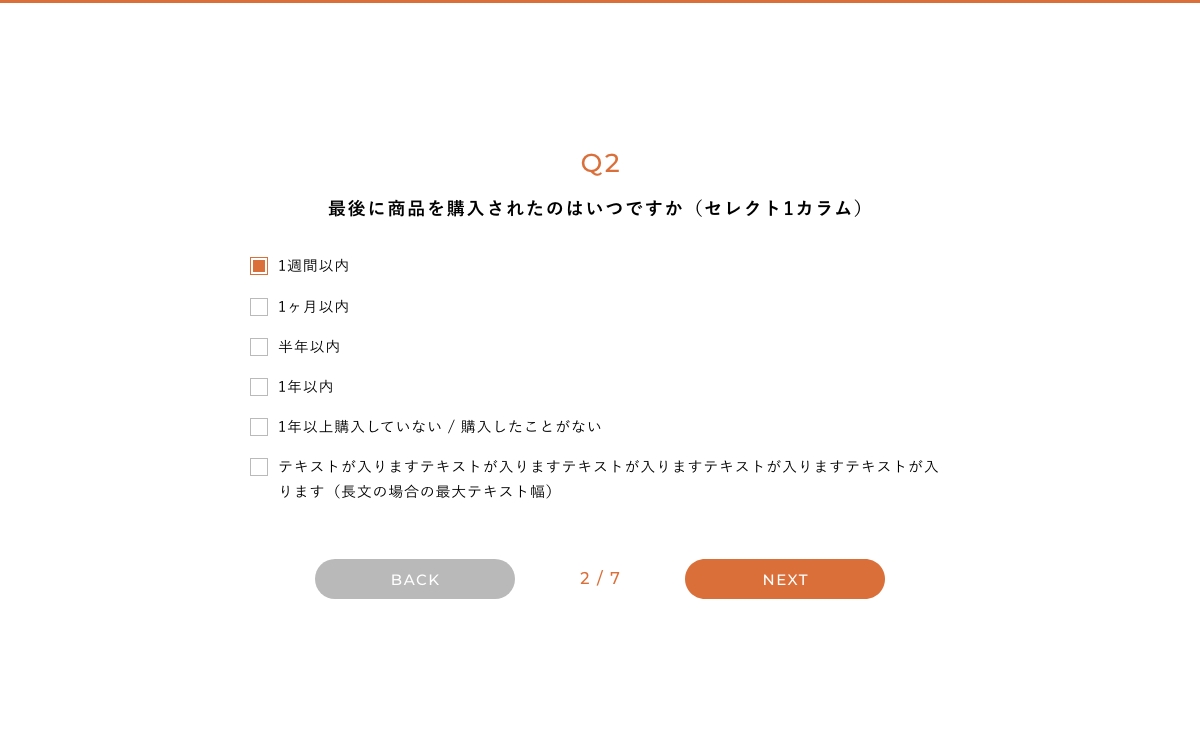 Q2
最後に商品を購入されたのはいつですか（セレクト1カラム）
1週間以内
1ヶ月以内
半年以内
1年以内
1年以上購入していない / 購入したことがない
テキストが入りますテキストが入りますテキストが入りますテキストが入りますテキストが入
ります（長文の場合の最大テキスト幅）
BACK
2 / 7
NEXT